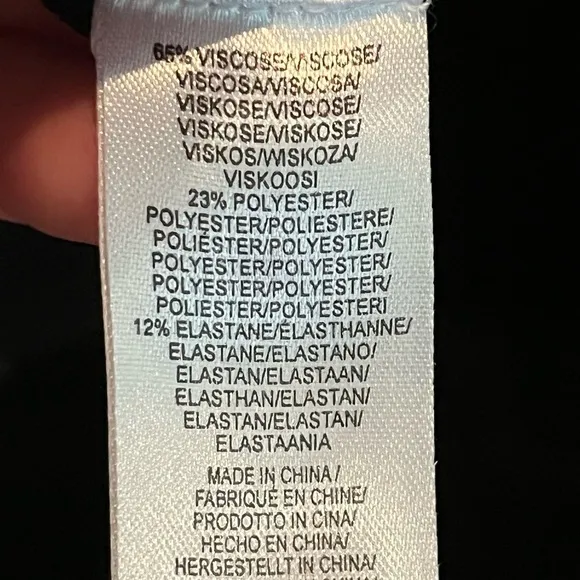 65% VISCOSE/VISCOSE/
VISCOSA/VISCOSA/
VISKOSE/VISCOSE/
VISKOSE/VISKOSE/
VISKOS/WISKOZA/
VISKOOSI
23% POLYESTER/
POLYESTER/POLIESTERE/
POLIÉSTER/POLYESTER/
POLYESTER/POLYESTER/
POLYESTER/POLYESTER/
POLIESTER/POLYESTERI
12% ELASTANE/ÉLASTHANNE/
ELASTANE/ELASTANO/
ELASTAN/ELASTAAN/
ELASTHAN/ELASTAN/
ELASTAN/ELASTAN/
ELASTAANIA
MADE IN CHINA/
FABRIQUÉ EN CHINE/
PRODOTTO IN CINA/
HECHO EN CHINA/
HERGESTELLT IN CHINA/